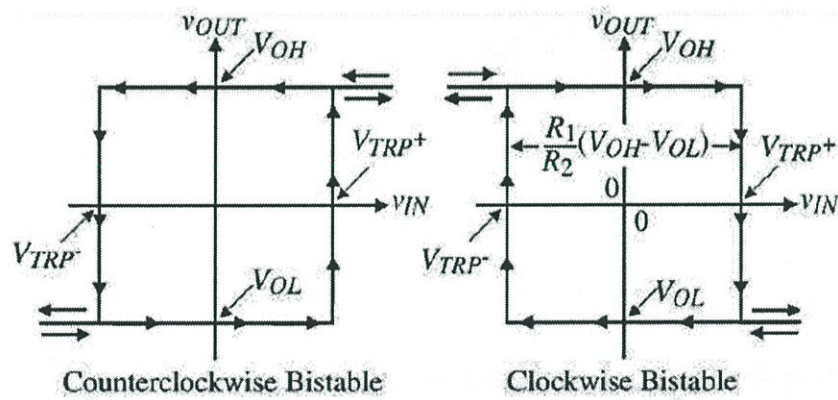 vOUT
VOH
VTRP+
vIN
VTRP-
VOL
Counterclockwise Bistable
vOUT
VOH
R1
R2
(VOH-VOL)
VTRP+
0
0
vIN
VTRP-
VOL
Clockwise Bistable